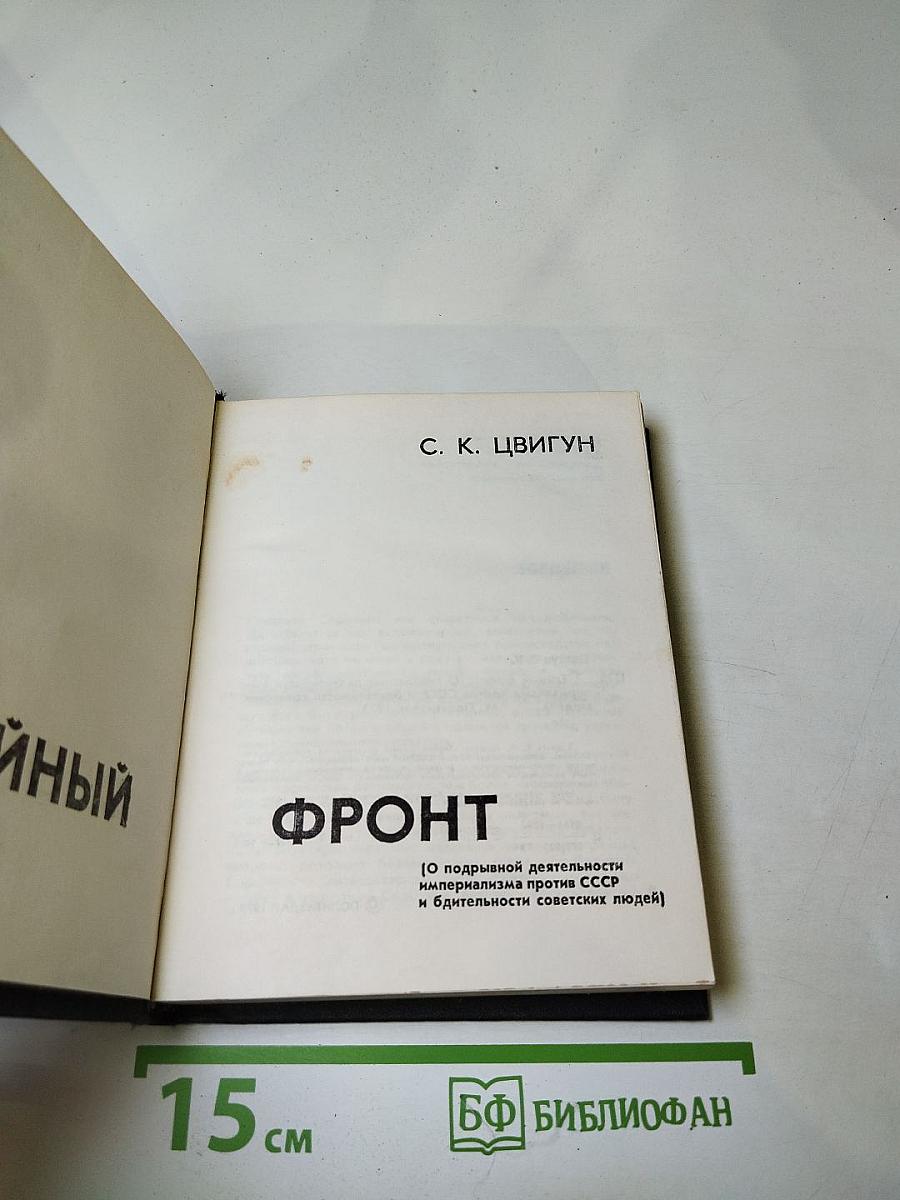 С. К. ЦВИГУН
ЙНЫЙ
ФРОНТ
(О подрывной деятельности
империализма против СССР
и бдительности советских людей)
15 см
БФ БИБЛИОФАН